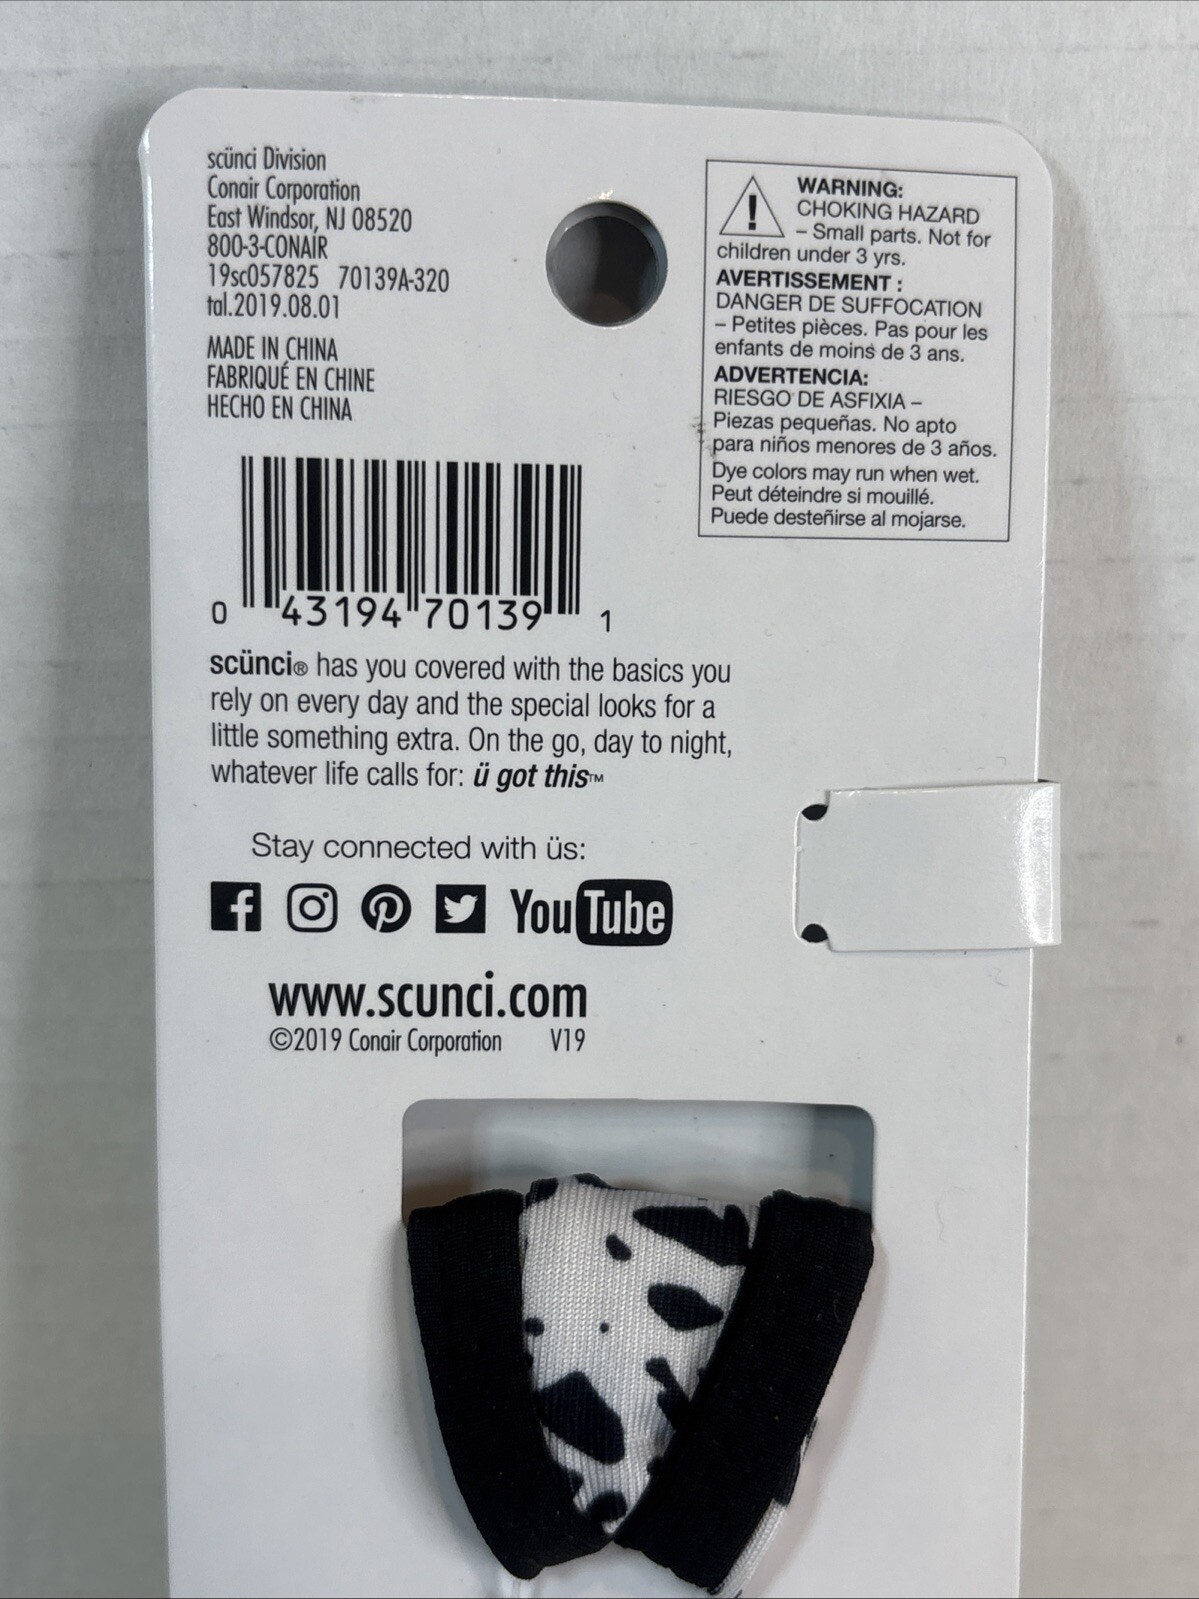 scünci Division
Conair Corporation
East Windsor, NJ 08520
800-3-CONAIR
19sc057825 70139A-320
tal.2019.08.01
MADE IN CHINA
FABRIQUÉ EN CHINE
HECHO EN CHINA
WARNING:
CHOKING HAZARD
– Small parts. Not for
children under 3 yrs.
AVERTISSEMENT :
DANGER DE SUFFOCATION
– Petites pièces. Pas pour les
enfants de moins de 3 ans.
ADVERTENCIA:
RIESGO DE ASFIXIA –
Piezas pequeñas. No apto
para niños menores de 3 años.
Dye colors may run when wet.
Peut déteindre si mouillé.
Puede desteñirse al mojarse.
0 43194 70139 1
scünci® has you covered with the basics you
rely on every day and the special looks for a
little something extra. On the go, day to night,
whatever life calls for: ü got this™
Stay connected with üs:
YouTube
www.scunci.com
©2019 Conair Corporation V19